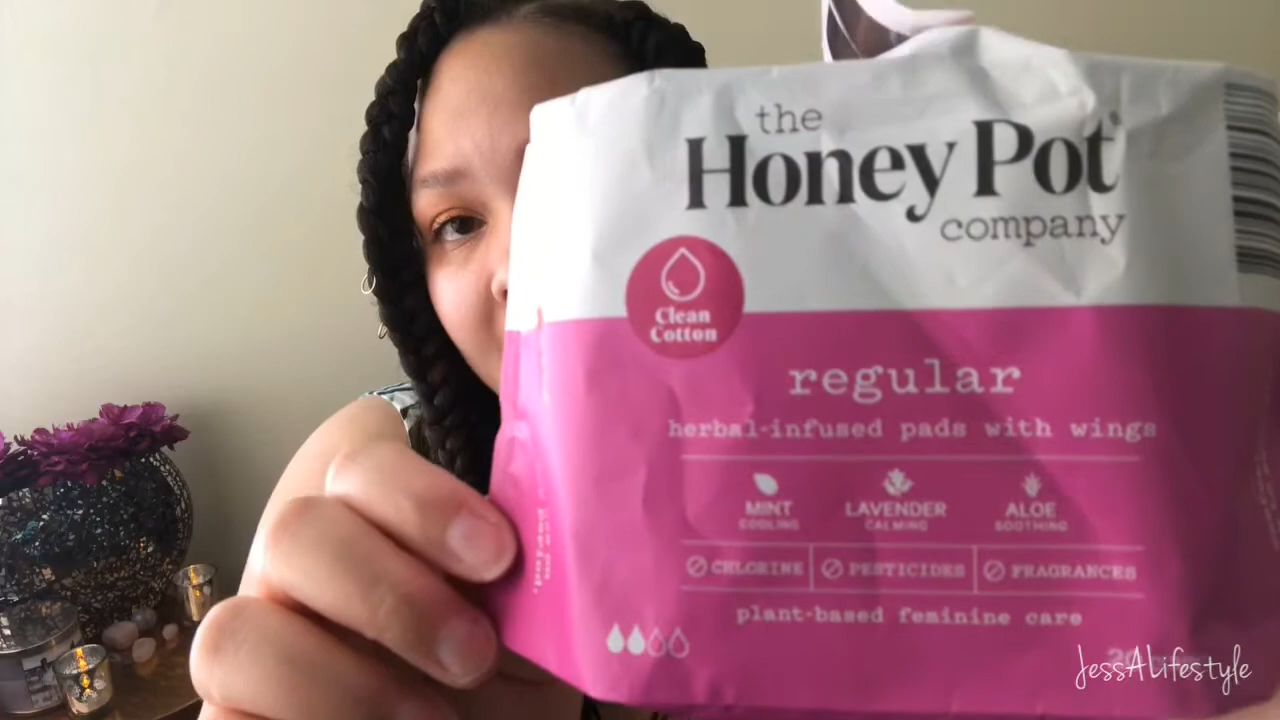 the
Honey Pot
company
Clean
Cotton
regular
herbal-infused pads with wings
MINT
COOLING
LAVENDER
CALMING
ALOE
SOOTHING
CHLORINE
PESTICIDES
FRAGRANCES
plant-based feminine care
JessALifestyle